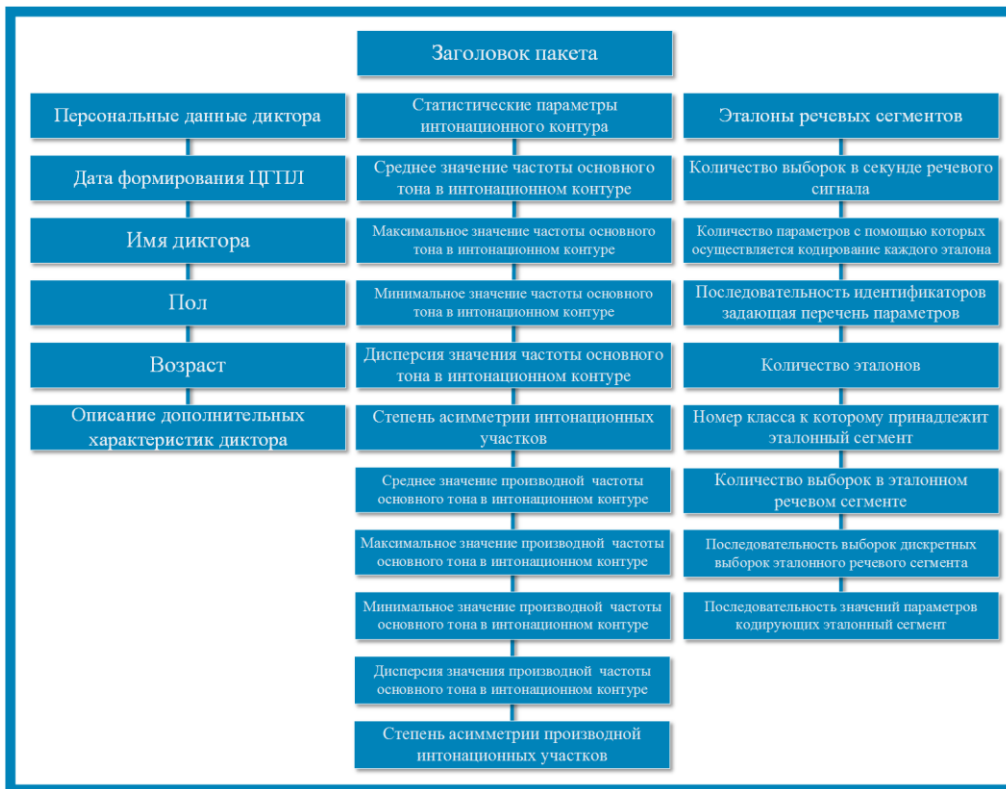 Заголовок пакета
Персональные данные диктора
Дата формирования ЦГПЛ
Имя диктора
Пол
Возраст
Описание дополнительных
характеристик диктора
Статистические параметры
интонационного контура
Среднее значение частоты основного
тона в интонационном контуре
Максимальное значение частоты основного
тона в интонационном контуре
Минимальное значение частоты основного
тона в интонационном контуре
Дисперсия значения частоты основного
тона в интонационном контуре
Степень асимметрии интонационных
участков
Среднее значение производной частоты
основного тона в интонационном контуре
Максимальное значение производной частоты
основного тона в интонационном контуре
Минимальное значение производной частоты
основного тона в интонационном контуре
Дисперсия значения производной частоты
основного тона в интонационном контуре
Степень асимметрии производной
интонационных участков
Эталоны речевых сегментов
Количество выборок в секунде речевого
сигнала
Количество параметров с помощью которых
осуществляется кодирование каждого эталона
Последовательность идентификаторов
задающая перечень параметров
Количество эталонов
Номер класса к которому принадлежит
эталонный сегмент
Количество выборок в эталонном
речевом сегменте
Последовательность выборок дискретных
выборок эталонного речевого сегмента
Последовательность значений параметров
кодирующих эталонный сегмент